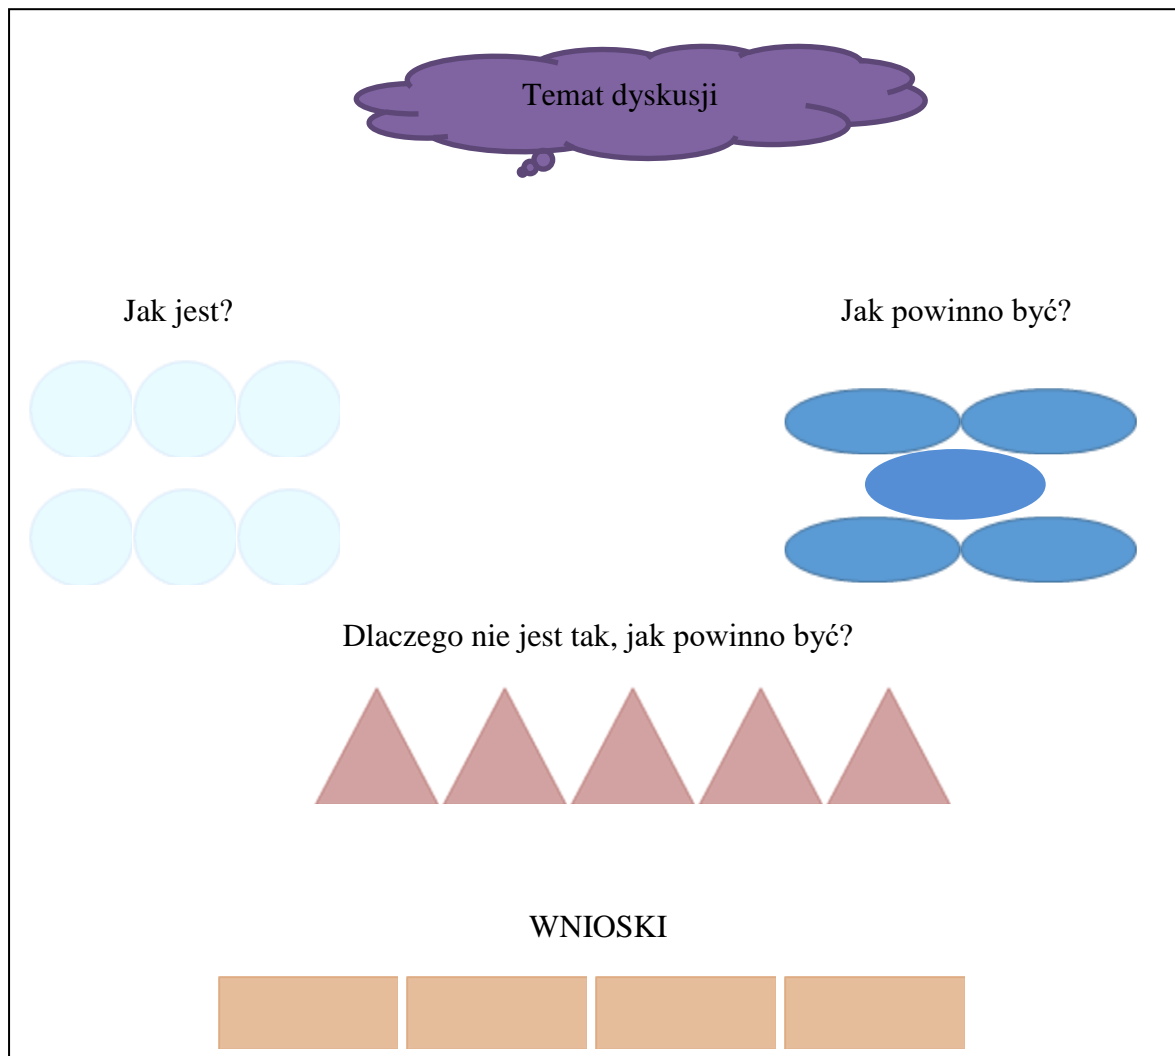 Temat dyskusji
Jak jest?
Jak powinno być?
Dlaczego nie jest tak, jak powinno być?
WNIOSKI